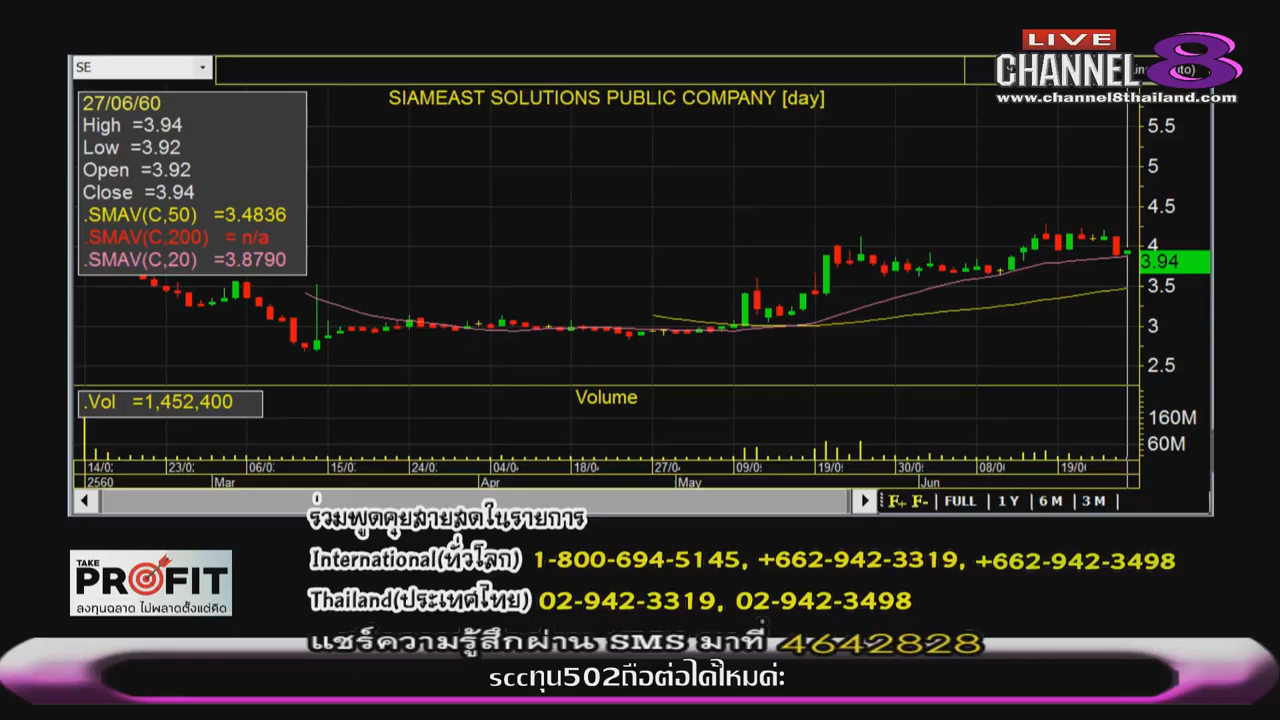 LIVE
CHANNEL 8
www.channel8thailand.com
SE
SIAMEAST SOLUTIONS PUBLIC COMPANY [day]
27/06/60
High =3.94
Low =3.92
Open =3.92
Close =3.94
.SMAV(C,50) =3.4836
.SMAV(C,200) = n/a
.SMAV(C,20) =3.8790
5.5
5
4.5
4
3.94
3.5
3
2.5
.Vol =1,452,400
Volume
160M
60M
14/0 23/0 06/0 15/0 24/0 04/0 18/0 27/0 09/0 19/0 30/0 08/0 19/0
2560 Mar Apr May Jun
F+ F- | FULL | 1 Y | 6 M | 3 M |
ร่วมพูดคุยสายสดในรายการ
International(ทั่วโลก) 1-800-694-5145, +662-942-3319, +662-942-3498
Thailand(ประเทศไทย) 02-942-3319, 02-942-3498
TAKE
PROFIT
ลงทุนฉลาด ไม่พลาดตั้งแต่คิด
แชร์ความรู้สึกผ่าน SMS มาที่ 4642828
sccทุน502ถือต่อได้ไหมค่ะ